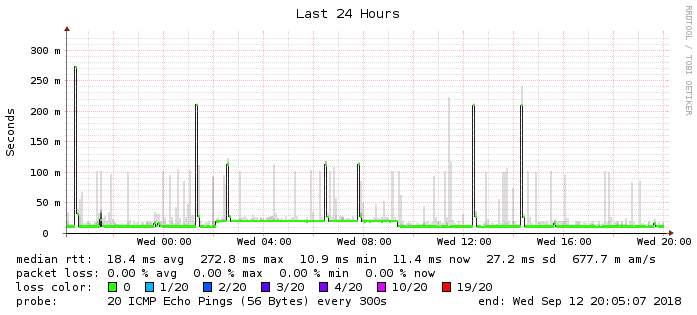 Last 24 Hours
RRDTOOL / TOBI OETIKER
Seconds
300 m
250 m
200 m
150 m
100 m
50 m
0
Wed 00:00 Wed 04:00 Wed 08:00 Wed 12:00 Wed 16:00 Wed 20:00
median rtt: 18.4 ms avg 272.8 ms max 10.9 ms min 11.4 ms now 27.2 ms sd 677.7 m am/s
packet loss: 0.00 % avg 0.00 % max 0.00 % min 0.00 % now
loss color: 0 1/20 2/20 3/20 4/20 10/20 19/20
probe: 20 ICMP Echo Pings (56 Bytes) every 300s end: Wed Sep 12 20:05:07 2018